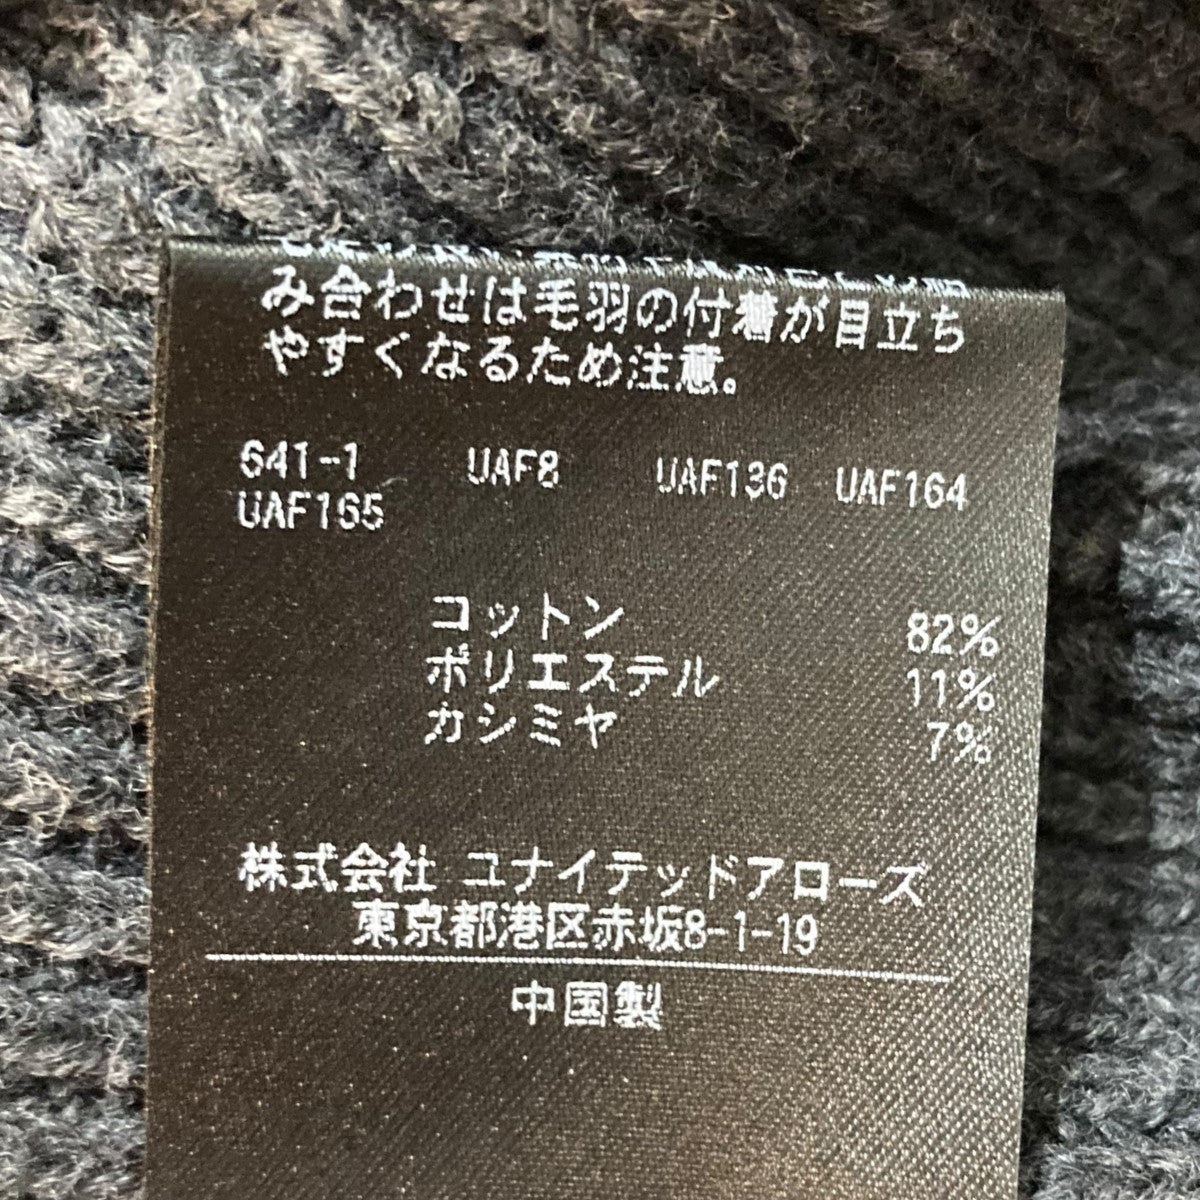 み合わせは毛羽の付着が目立ち
やすくなるため注意。
641-1 UAF8 UAF136 UAF164
UAF165
コットン 82%
ポリエステル 11%
カシミヤ 7%
株式会社 ユナイテッドアローズ
東京都港区赤坂8-1-19
中国製